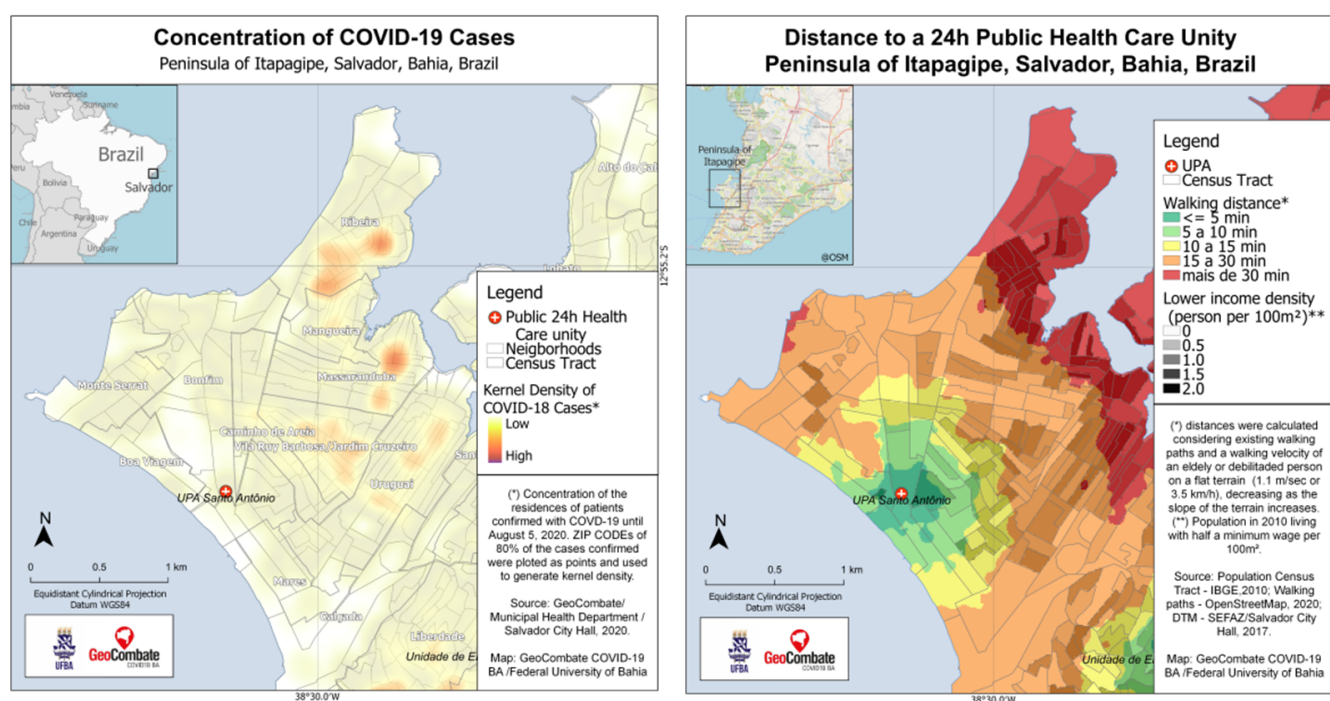 Concentration of COVID-19 Cases
Peninsula of Itapagipe, Salvador, Bahia, Brazil
Venezuela
Suriname
Brazil
Salvador
Bolivia
Paraguay
Chile
Argentina
Uruguay
Ribeira
Mangueira
Massaranduba
Monte Serrat
Bonfim
Caminho de Areia
Vila Ruy Barbosa/Jardim Cruzeiro
Boa Viagem
Uruguai
UPA Santo Antônio
Mares
Calçada
Liberdade
Lobato
12°55.2'S
38°30.0'W
N
0 0.5 1 km
Equidistant Cylindrical Projection
Datum WGS84
UFBA
GeoCombate
COVID19 BA
Legend
Public 24h Health
Care unity
Neigborhoods
Census Tract
Kernel Density of
COVID-18 Cases*
Low
High
(*) Concentration of the
residences of patients
confirmed with COVD-19 until
August 5, 2020. ZIP CODEs of
80% of the cases confirmed
were ploted as points and used
to generate kernel density.
Source: GeoCombate/
Municipal Health Department /
Salvador City Hall, 2020.
Map: GeoCombate COVID-19
BA /Federal University of Bahia
Distance to a 24h Public Health Care Unity
Peninsula of Itapagipe, Salvador, Bahia, Brazil
Peninsula of
Itapagipe
@OSM
UPA Santo Antônio
N
0 0.5 1 km
Equidistant Cylindrical Projection
Datum WGS84
UFBA
GeoCombate
COVID19 BA
38°30.0'W
Legend
UPA
Census Tract
Walking distance*
<= 5 min
5 a 10 min
10 a 15 min
15 a 30 min
mais de 30 min
Lower income density
(person per 100m²)**
0
0.5
1.0
1.5
2.0
(*) distances were calculated
considering existing walking
paths and a walking velocity of
an eldely or debilitaded person
on a flat terrain (1.1 m/sec or
3.5 km/h), decreasing as the
slope of the terrain increases.
(**) Population in 2010 living
with half a minimum wage per
100m².
Source: Population Census
Tract - IBGE,2010; Walking
paths - OpenStreetMap, 2020;
DTM - SEFAZ/Salvador City
Hall, 2017.
Map: GeoCombate COVID-19
BA /Federal University of Bahia